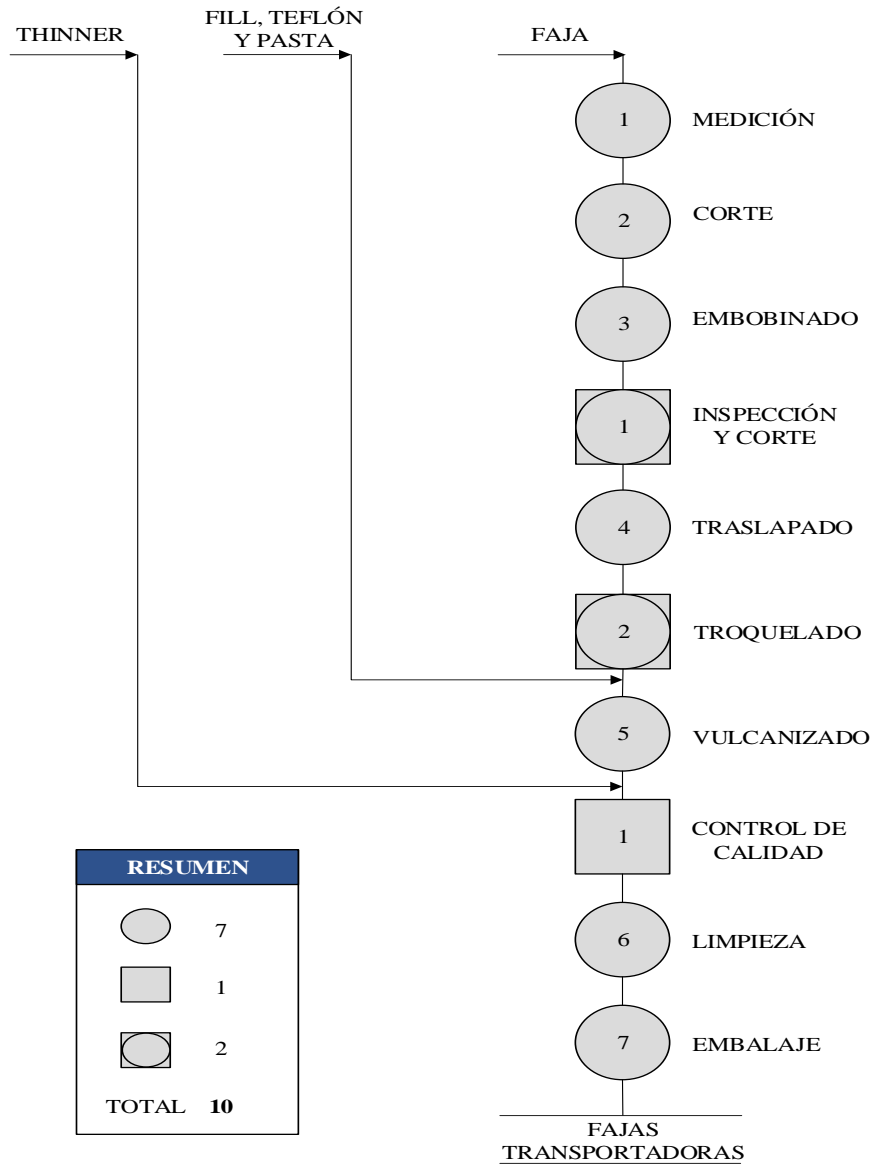 THINNER
FILL, TEFLÓN
Y PASTA
FAJA
1
MEDICIÓN
2
CORTE
3
EMBOBINADO
1
INSPECCIÓN
Y CORTE
4
TRASLAPADO
2
TROQUELADO
5
VULCANIZADO
1
CONTROL DE
CALIDAD
6
LIMPIEZA
7
EMBALAJE
FAJAS
TRANSPORTADORAS
RESUMEN
7
1
2
TOTAL 10